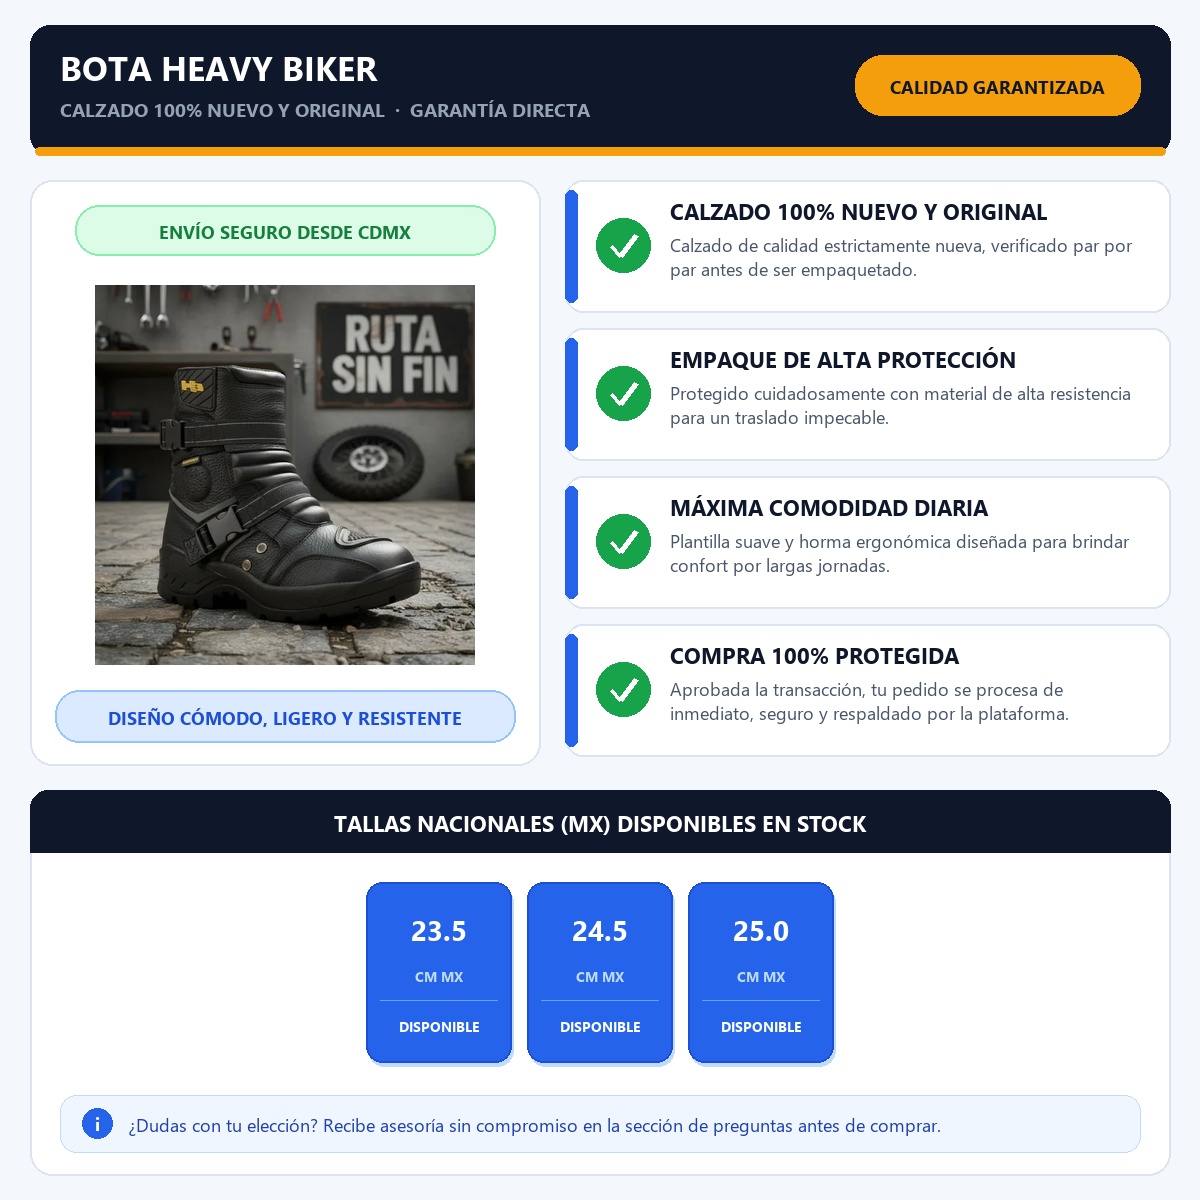 BOTA HEAVY BIKER
CALZADO 100% NUEVO Y ORIGINAL · GARANTÍA DIRECTA
CALIDAD GARANTIZADA
ENVÍO SEGURO DESDE CDMX
RUTA
SIN FIN
HB
DISEÑO CÓMODO, LIGERO Y RESISTENTE
CALZADO 100% NUEVO Y ORIGINAL
Calzado de calidad estrictamente nueva, verificado par por
par antes de ser empaquetado.
EMPAQUE DE ALTA PROTECCIÓN
Protegido cuidadosamente con material de alta resistencia
para un traslado impecable.
MÁXIMA COMODIDAD DIARIA
Plantilla suave y horma ergonómica diseñada para brindar
confort por largas jornadas.
COMPRA 100% PROTEGIDA
Aprobada la transacción, tu pedido se procesa de
inmediato, seguro y respaldado por la plataforma.
TALLAS NACIONALES (MX) DISPONIBLES EN STOCK
23.5
CM MX
DISPONIBLE
24.5
CM MX
DISPONIBLE
25.0
CM MX
DISPONIBLE
¿Dudas con tu elección? Recibe asesoría sin compromiso en la sección de preguntas antes de comprar.